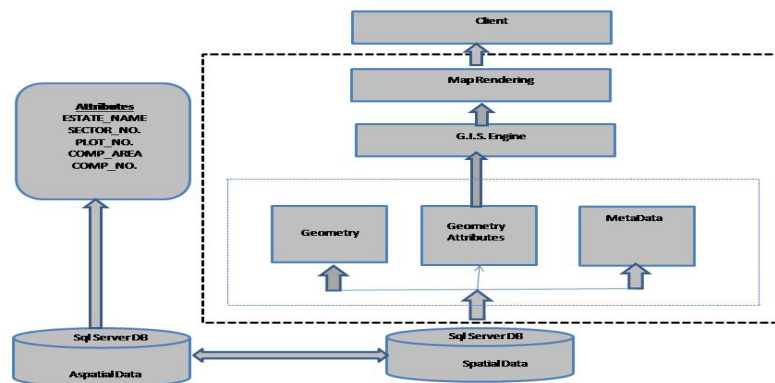 Client
Map Rendering
G.I.S. Engine
Attributes
ESTATE_NAME
SECTOR_NO.
PLOT_NO.
COMP_AREA
COMP_NO.
Geometry
Geometry
Attributes
MetaData
Sql Server DB
Aspatial Data
Sql Server DB
Spatial Data